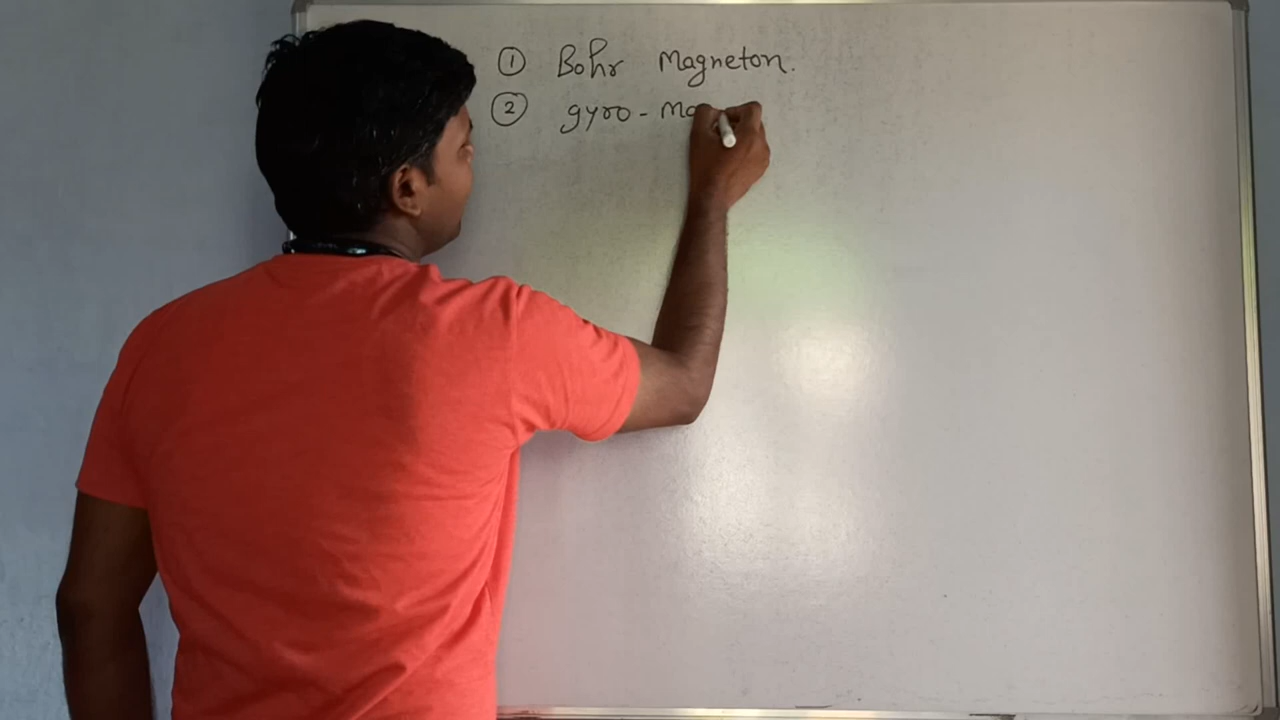 ① Bohr Magneton.
② gyro - Ma